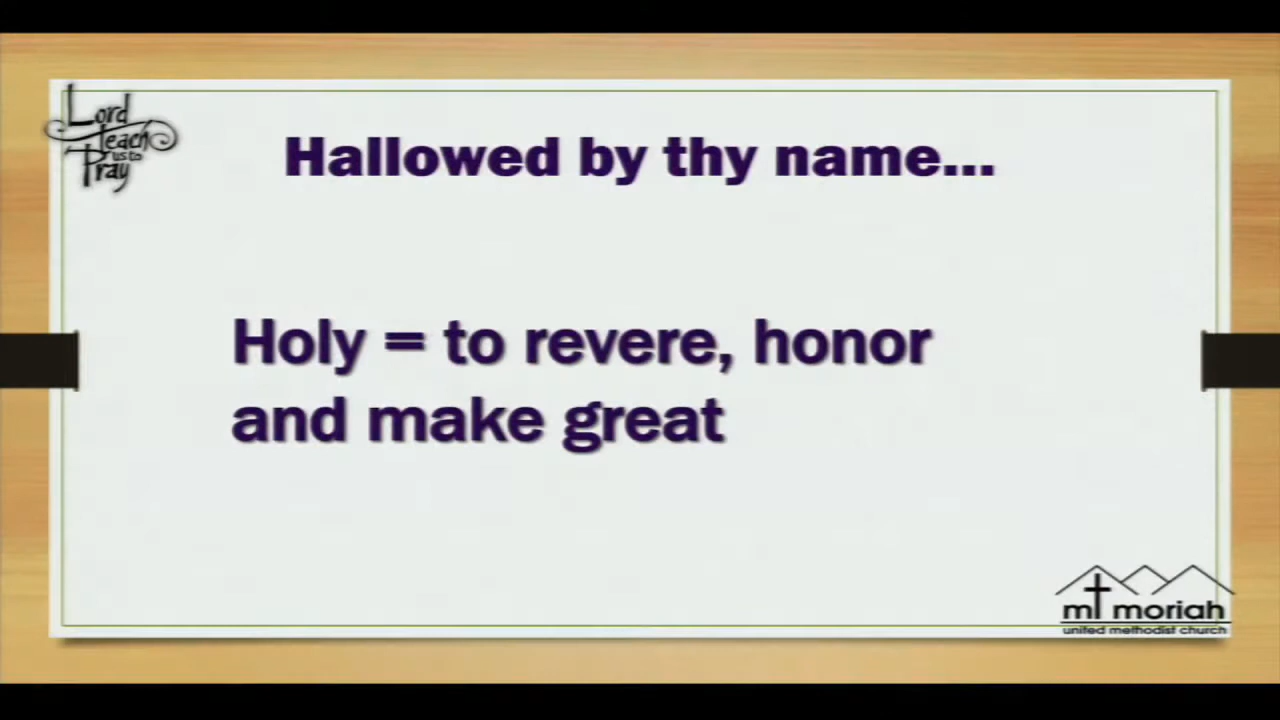 Lord
teach
us to
Pray
Hallowed by thy name...
Holy = to revere, honor
and make great
mt moriah
united methodist church